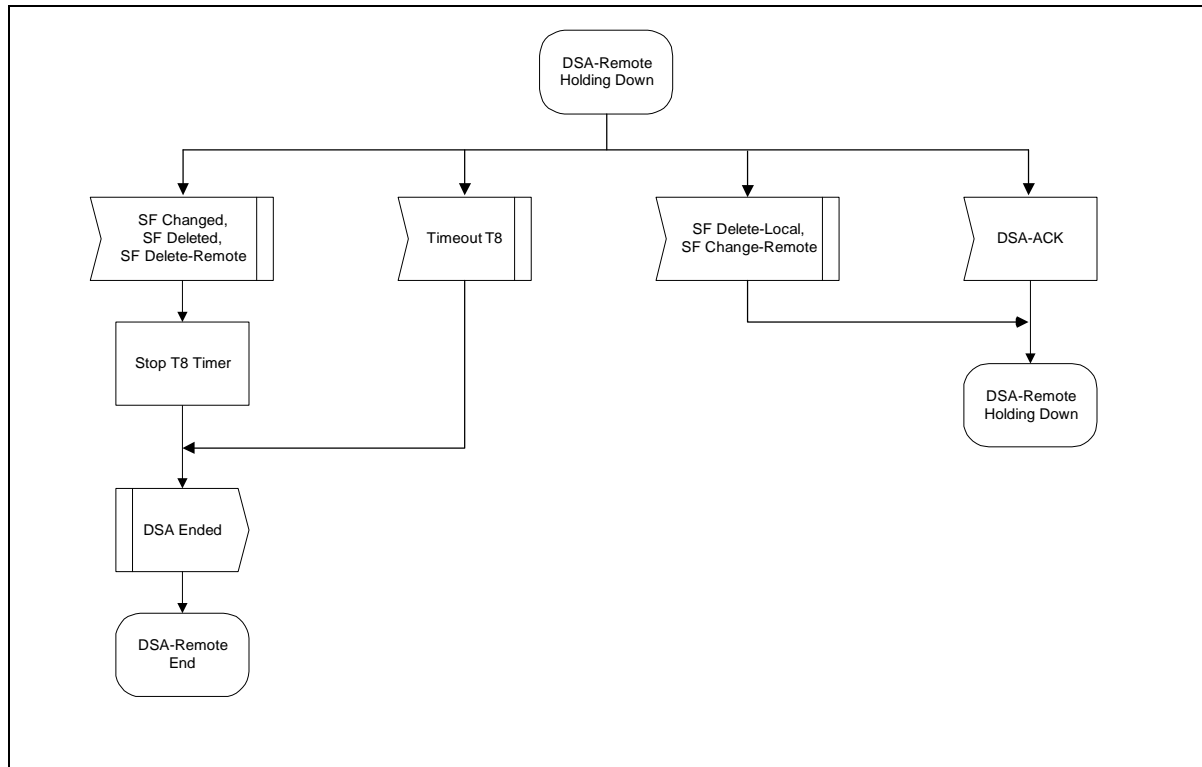 DSA-Remote
Holding Down
SF Changed,
SF Deleted,
SF Delete-Remote
Timeout T8
SF Delete-Local,
SF Change-Remote
DSA-ACK
Stop T8 Timer
DSA-Remote
Holding Down
DSA Ended
DSA-Remote
End